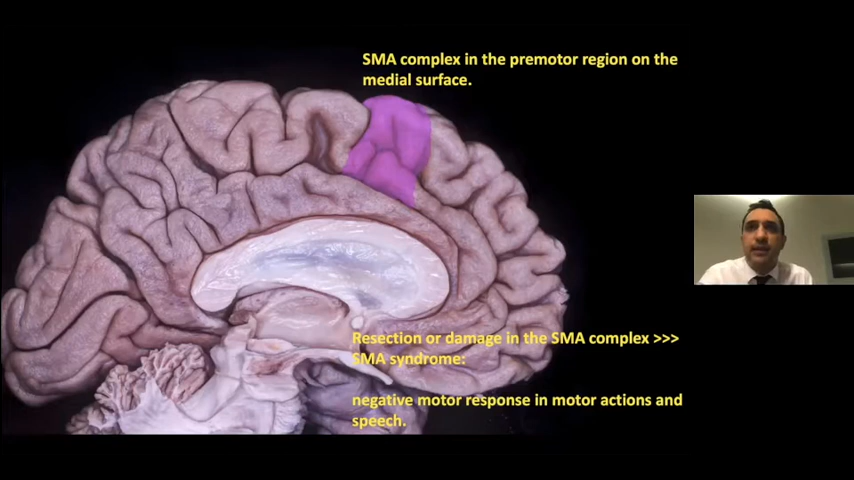 SMA complex in the premotor region on the
medial surface.
Resection or damage in the SMA complex >>>
SMA syndrome:
negative motor response in motor actions and
speech.